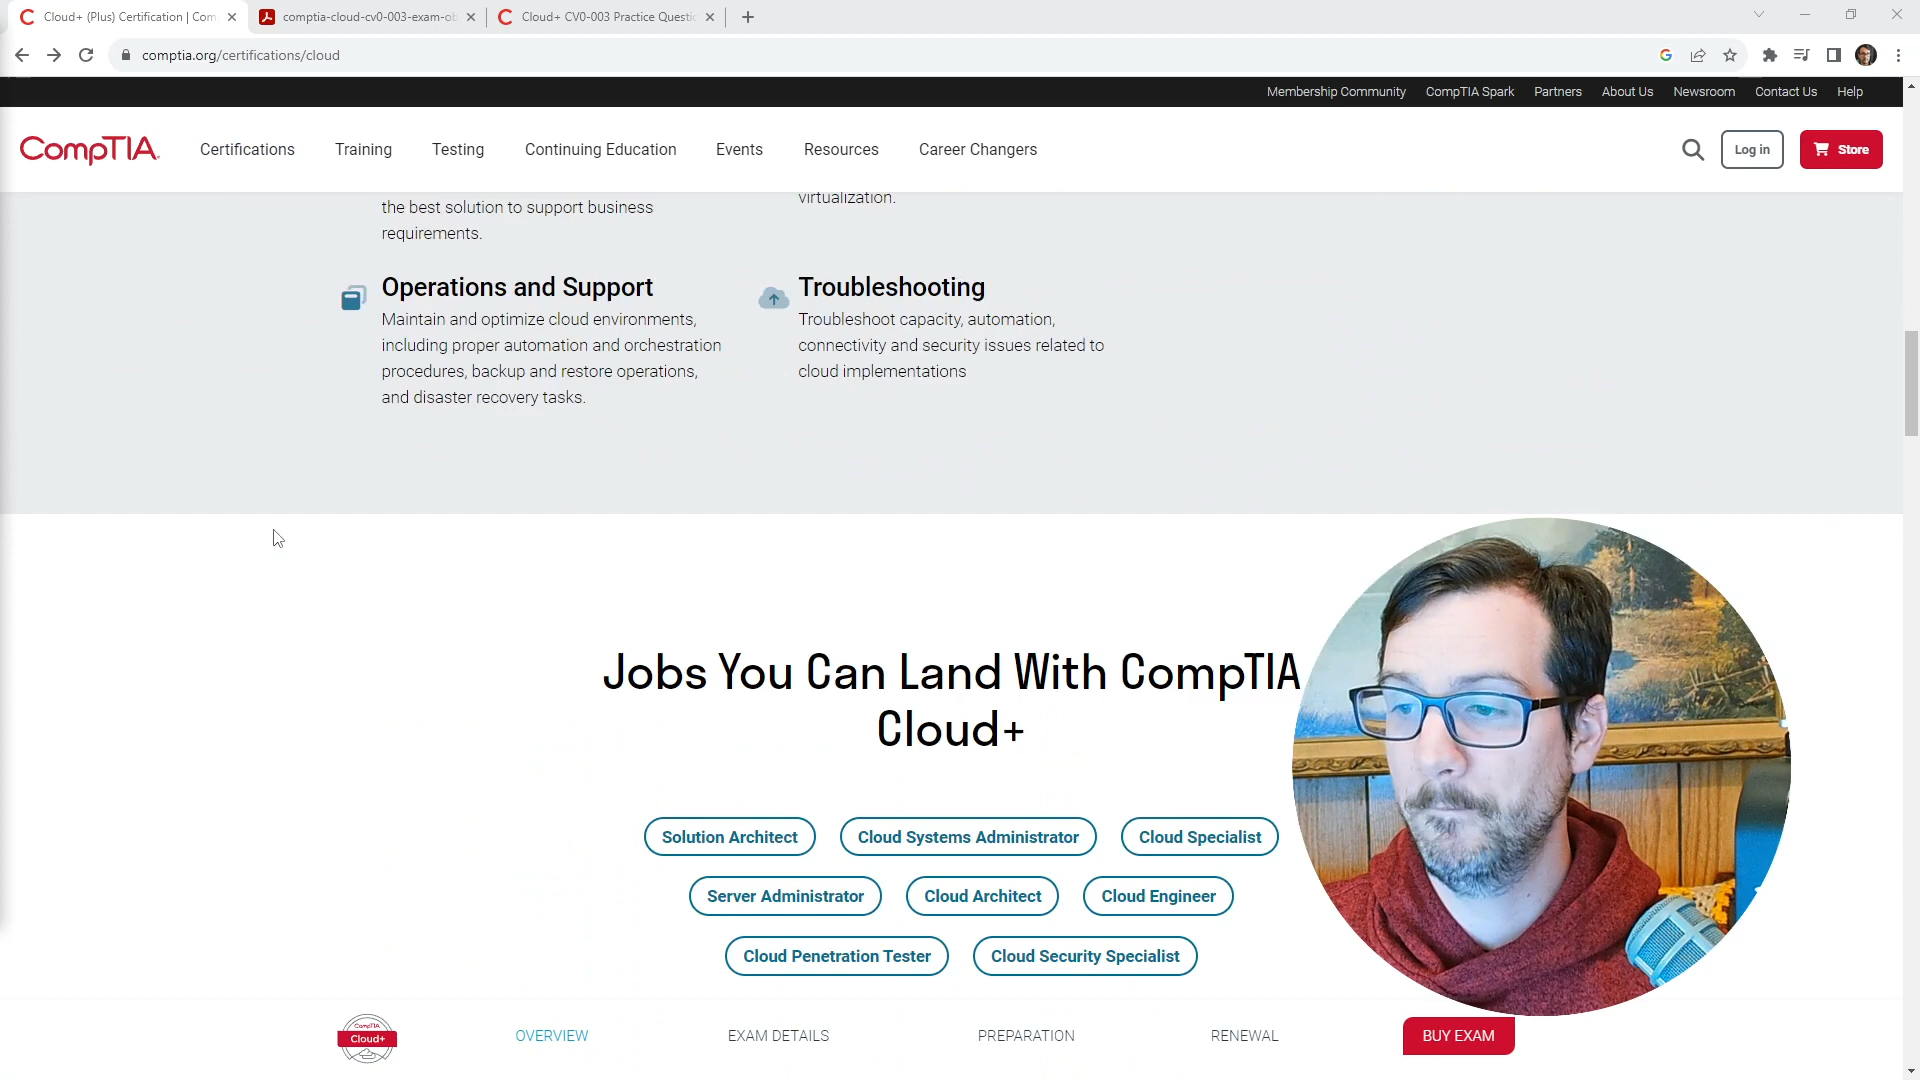 Cloud+ (Plus) Certification | Com
comptia-cloud-cv0-003-exam-ob
Cloud+ CV0-003 Practice Questi
comptia.org/certifications/cloud
Membership Community CompTIA Spark Partners About Us Newsroom Contact Us Help
CompTIA.
Certifications Training Testing Continuing Education Events Resources Career Changers
Log in
Store
the best solution to support business
requirements.
virtualization.
Operations and Support
Maintain and optimize cloud environments,
including proper automation and orchestration
procedures, backup and restore operations,
and disaster recovery tasks.
Troubleshooting
Troubleshoot capacity, automation,
connectivity and security issues related to
cloud implementations
Jobs You Can Land With CompTIA
Cloud+
Solution Architect
Cloud Systems Administrator
Cloud Specialist
Server Administrator
Cloud Architect
Cloud Engineer
Cloud Penetration Tester
Cloud Security Specialist
CompTIA
Cloud+
OVERVIEW
EXAM DETAILS
PREPARATION
RENEWAL
BUY EXAM